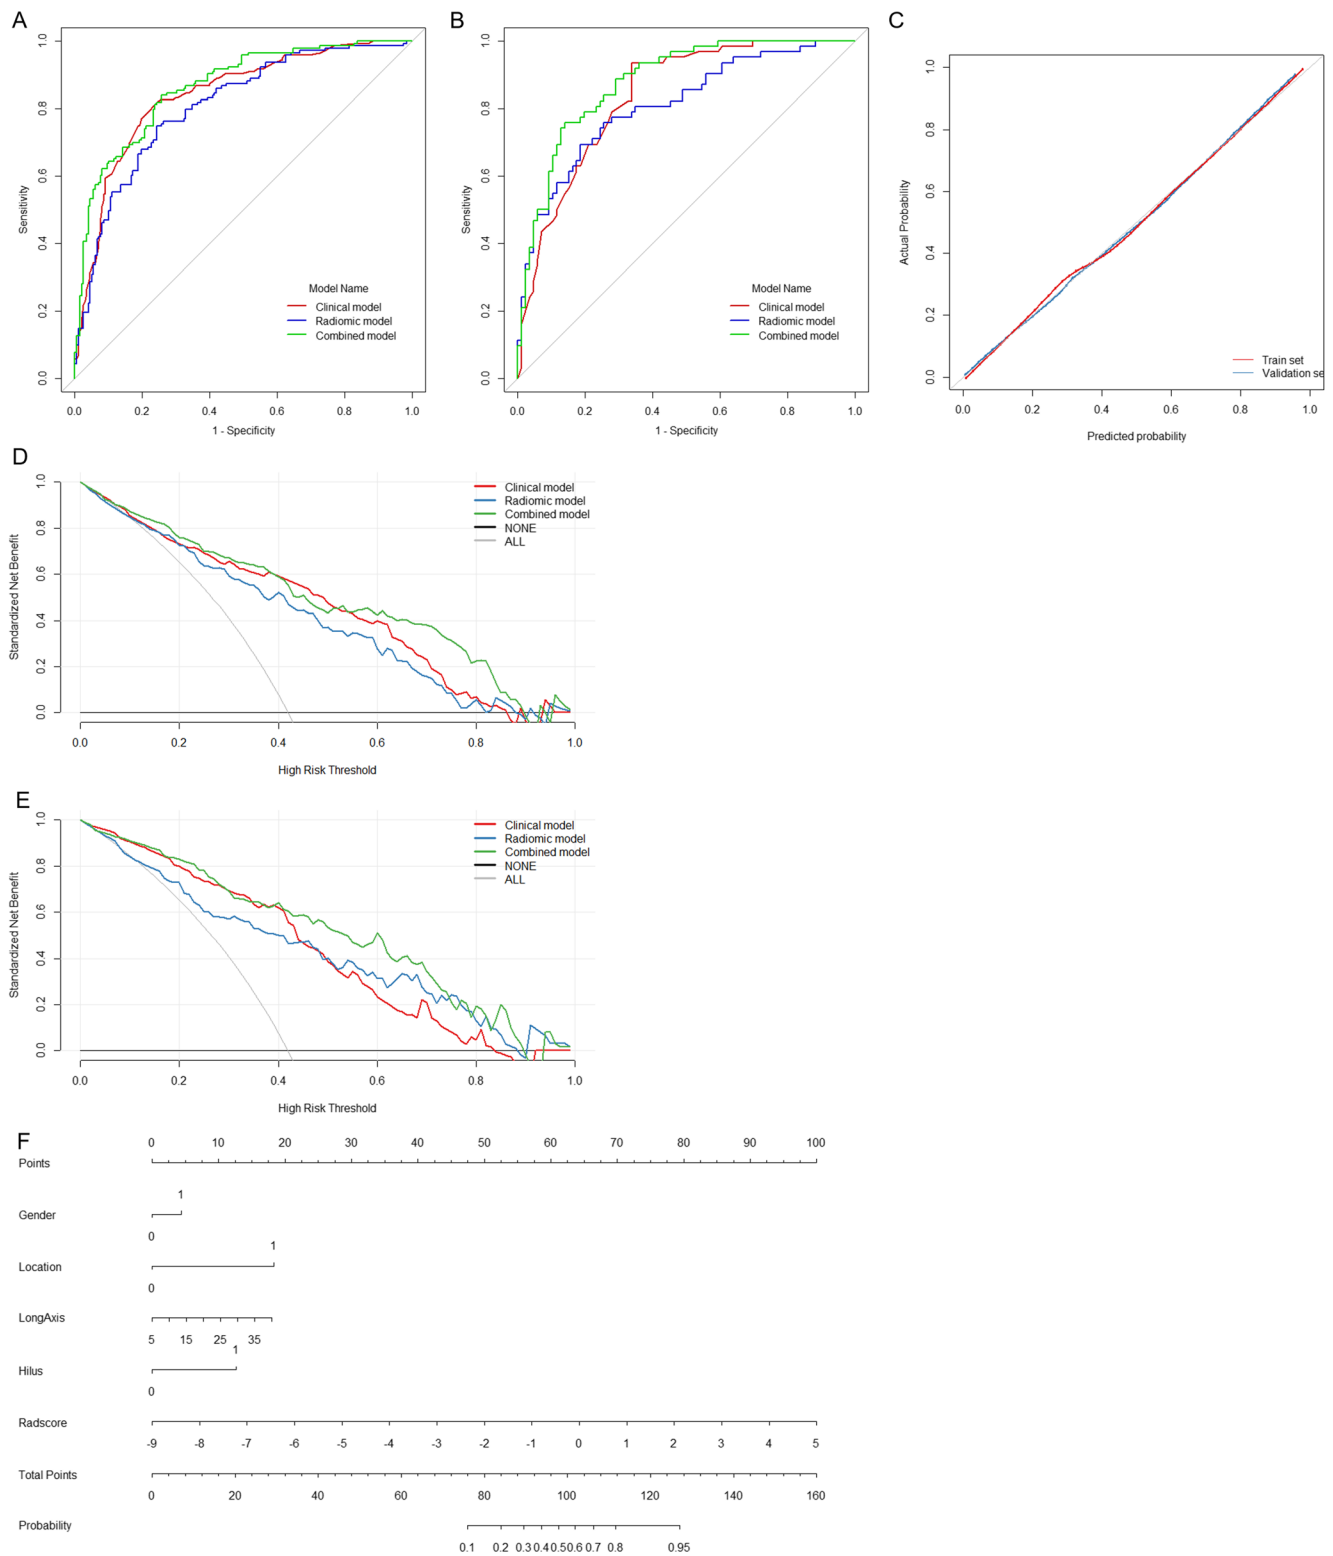 A
Sensitivity
1.0
0.8
0.6
0.4
0.2
0.0
Model Name
Clinical model
Radiomic model
Combined model
0.0 0.2 0.4 0.6 0.8 1.0
1 - Specificity
B
Sensitivity
1.0
0.8
0.6
0.4
0.2
0.0
Model Name
Clinical model
Radiomic model
Combined model
0.0 0.2 0.4 0.6 0.8 1.0
1 - Specificity
C
Actual Probability
1.0
0.8
0.6
0.4
0.2
0.0
Train set
Validation se
0.0 0.2 0.4 0.6 0.8 1.0
Predicted probability
D
Standardized Net Benefit
1.0
0.8
0.6
0.4
0.2
0.0
Clinical model
Radiomic model
Combined model
NONE
ALL
0.0 0.2 0.4 0.6 0.8 1.0
High Risk Threshold
E
Standardized Net Benefit
1.0
0.8
0.6
0.4
0.2
0.0
Clinical model
Radiomic model
Combined model
NONE
ALL
0.0 0.2 0.4 0.6 0.8 1.0
High Risk Threshold
F
0 10 20 30 40 50 60 70 80 90 100
Points
1
Gender
0
1
Location
0
LongAxis
5 15 25 35
1
Hilus
0
Radscore
-9 -8 -7 -6 -5 -4 -3 -2 -1 0 1 2 3 4 5
Total Points
0 20 40 60 80 100 120 140 160
Probability
0.1 0.2 0.3 0.4 0.5 0.6 0.7 0.8 0.95